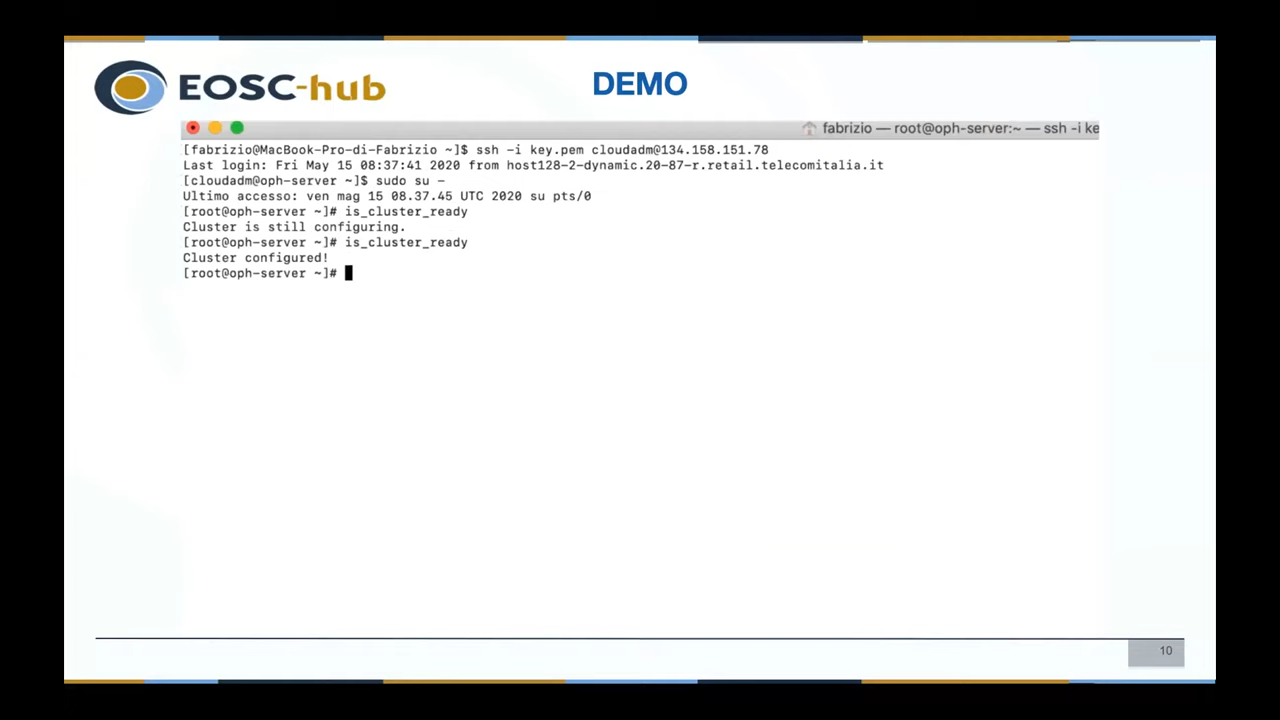 EOSC-hub
DEMO
fabrizio — root@oph-server:~ — ssh -i ke
[fabrizio@MacBook-Pro-di-Fabrizio ~]$ ssh -i key.pem cloudadm@134.158.151.78
Last login: Fri May 15 08:37:41 2020 from host128-2-dynamic.20-87-r.retail.telecomitalia.it
[cloudadm@oph-server ~]$ sudo su -
Ultimo accesso: ven mag 15 08.37.45 UTC 2020 su pts/0
[root@oph-server ~]# is_cluster_ready
Cluster is still configuring.
[root@oph-server ~]# is_cluster_ready
Cluster configured!
[root@oph-server ~]#
10